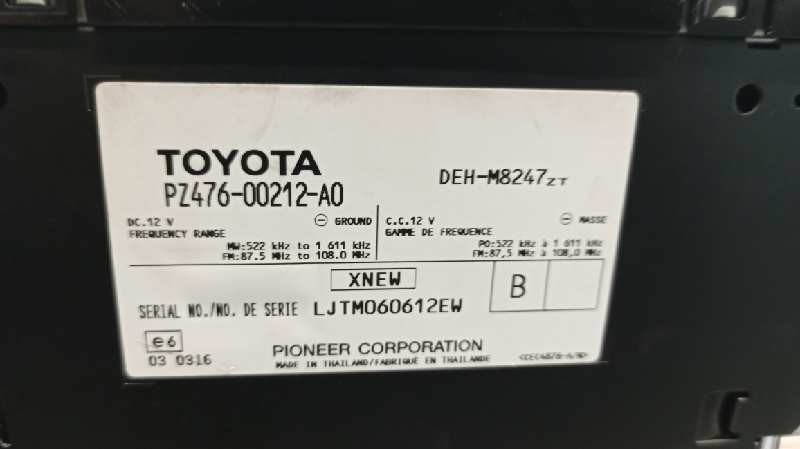 TOYOTA
PZ476-00212-A0
DEH-M8247ZT
DC.12 V ⊖ GROUND
FREQUENCY RANGE
MW:522 kHz to 1 611 kHz
FM:87.5 MHz to 108.0 MHz
C.C.12 V ⊖ MASSE
GAMME DE FREQUENCE
PO:522 kHz à 1 611 kHz
FM:87,5 MHz à 108,0 MHz
XNEW
B
SERIAL NO./NO. DE SERIE LJTM060612EW
e6
03 0316
PIONEER CORPORATION
MADE IN THAILAND/FABRIQUÉ EN THAILANDE
<CEC4876-A/N>